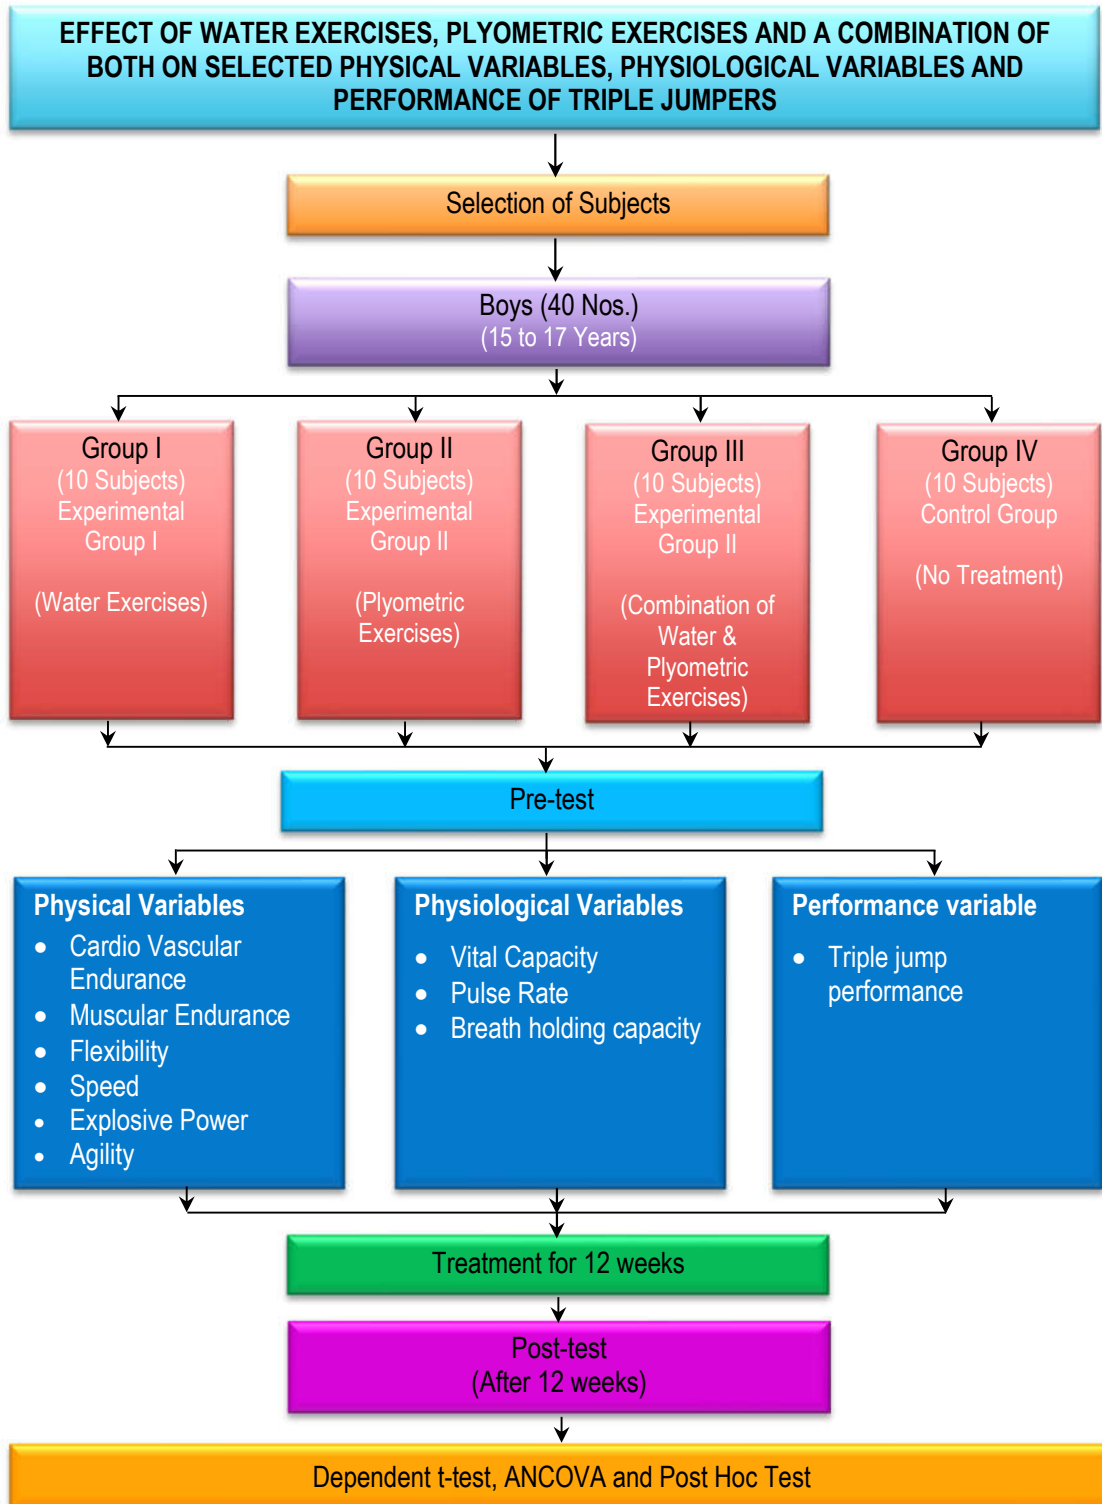 EFFECT OF WATER EXERCISES, PLYOMETRIC EXERCISES AND A COMBINATION OF
BOTH ON SELECTED PHYSICAL VARIABLES, PHYSIOLOGICAL VARIABLES AND
PERFORMANCE OF TRIPLE JUMPERS
Selection of Subjects
Boys (40 Nos.)
(15 to 17 Years)
Group I
(10 Subjects)
Experimental
Group I
(Water Exercises)
Group II
(10 Subjects)
Experimental
Group II
(Plyometric
Exercises)
Group III
(10 Subjects)
Experimental
Group II
(Combination of
Water &
Plyometric
Exercises)
Group IV
(10 Subjects)
Control Group
(No Treatment)
Pre-test
Physical Variables
• Cardio Vascular
Endurance
• Muscular Endurance
• Flexibility
• Speed
• Explosive Power
• Agility
Physiological Variables
• Vital Capacity
• Pulse Rate
• Breath holding capacity
Performance variable
• Triple jump
performance
Treatment for 12 weeks
Post-test
(After 12 weeks)
Dependent t-test, ANCOVA and Post Hoc Test